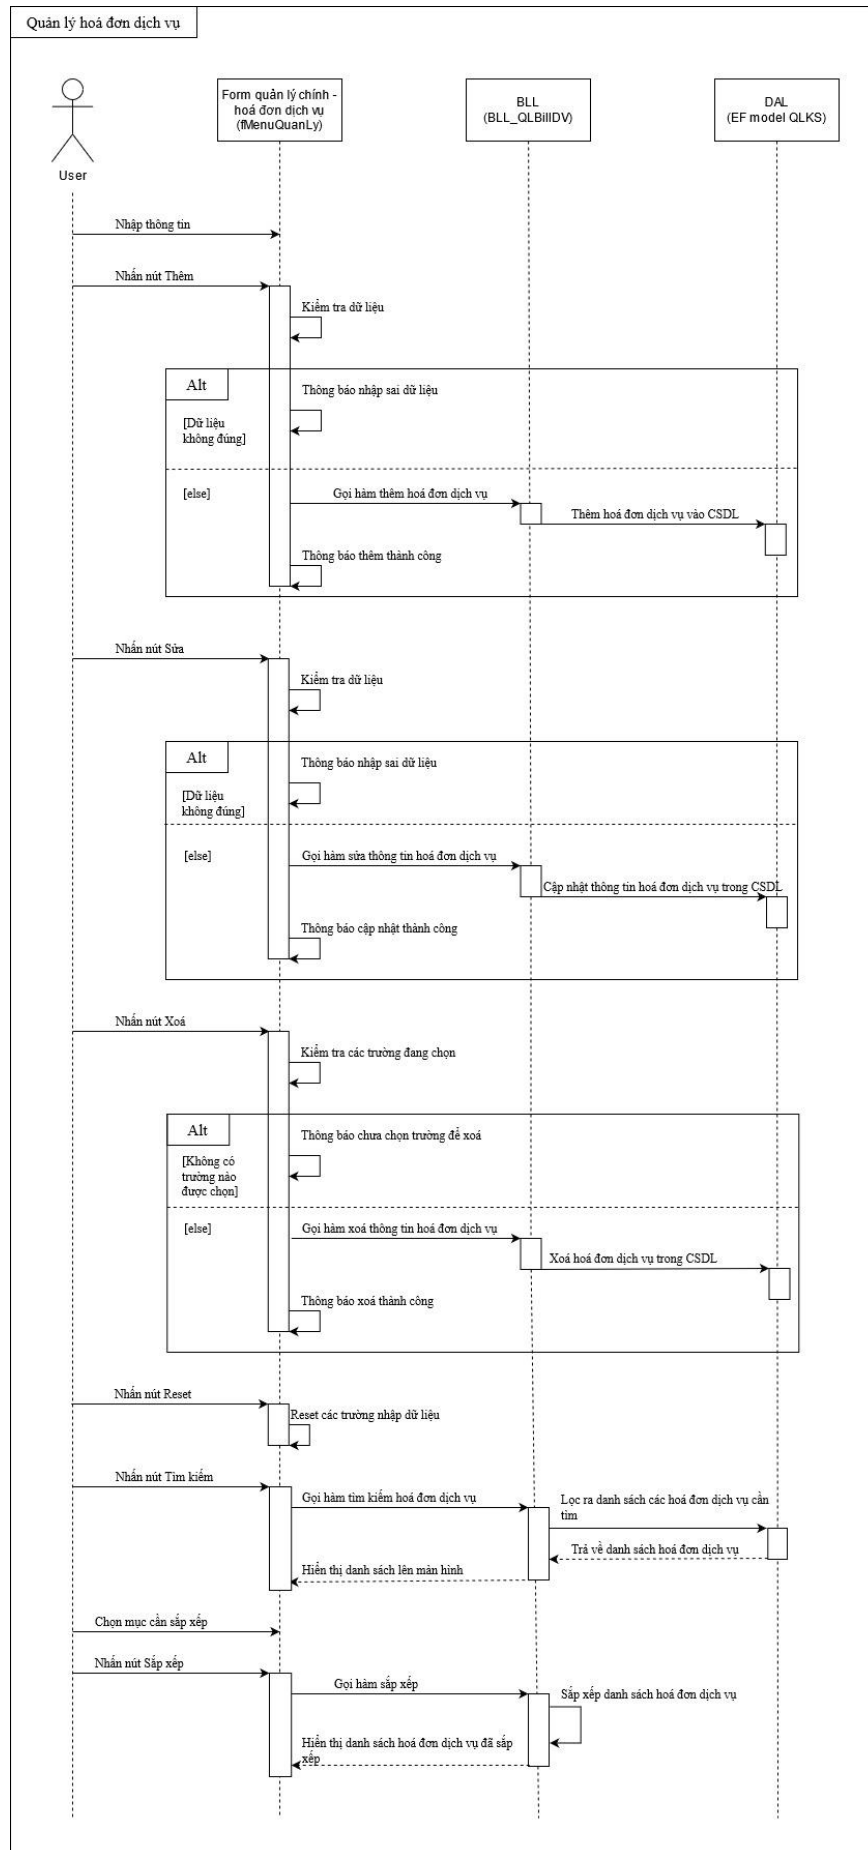 Quản lý hoá đơn dịch vụ
Form quản lý chính -
hoá đơn dịch vụ
(fMenuQuanLy)
BLL
(BLL_QLBillDV)
DAL
(EF model QLKS)
User
Nhập thông tin
Nhấn nút Thêm
Kiểm tra dữ liệu
Alt
Thông báo nhập sai dữ liệu
[Dữ liệu
không đúng]
[else]
Gọi hàm thêm hoá đơn dịch vụ
Thêm hoá đơn dịch vụ vào CSDL
Thông báo thêm thành công
Nhấn nút Sửa
Kiểm tra dữ liệu
Alt
Thông báo nhập sai dữ liệu
[Dữ liệu
không đúng]
[else]
Gọi hàm sửa thông tin hoá đơn dịch vụ
Cập nhật thông tin hoá đơn dịch vụ trong CSDL
Thông báo cập nhật thành công
Nhấn nút Xoá
Kiểm tra các trường đang chọn
Alt
Thông báo chưa chọn trường để xoá
[Không có
trường nào
được chọn]
[else]
Gọi hàm xoá thông tin hoá đơn dịch vụ
Xoá hoá đơn dịch vụ trong CSDL
Thông báo xoá thành công
Nhấn nút Reset
Reset các trường nhập dữ liệu
Nhấn nút Tìm kiếm
Gọi hàm tìm kiếm hoá đơn dịch vụ
Lọc ra danh sách các hoá đơn dịch vụ cần
tìm
Trả về danh sách hoá đơn dịch vụ
Hiển thị danh sách lên màn hình
Chọn mục cần sắp xếp
Nhấn nút Sắp xếp
Gọi hàm sắp xếp
Sắp xếp danh sách hoá đơn dịch vụ
Hiển thị danh sách hoá đơn dịch vụ đã sắp
xếp